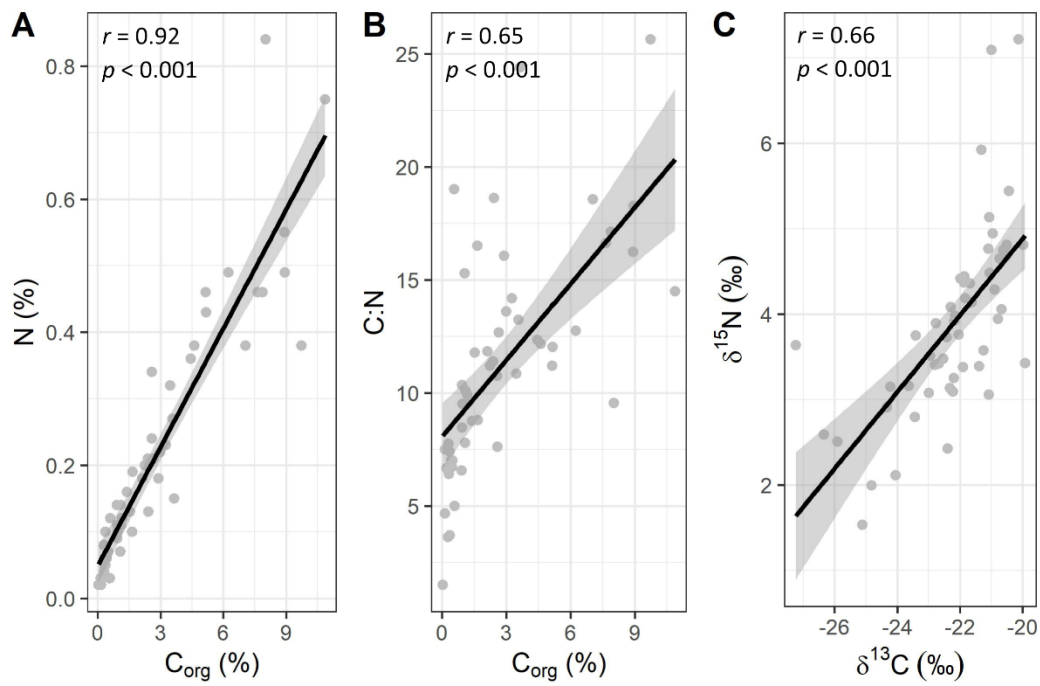 A
r = 0.92
p < 0.001
N (%)
0.8
0.6
0.4
0.2
0.0
0 3 6 9
Corg (%)
B
r = 0.65
p < 0.001
C:N
25
20
15
10
5
0 3 6 9
Corg (%)
C
r = 0.66
p < 0.001
δ15N (‰)
6
4
2
-26 -24 -22 -20
δ13C (‰)